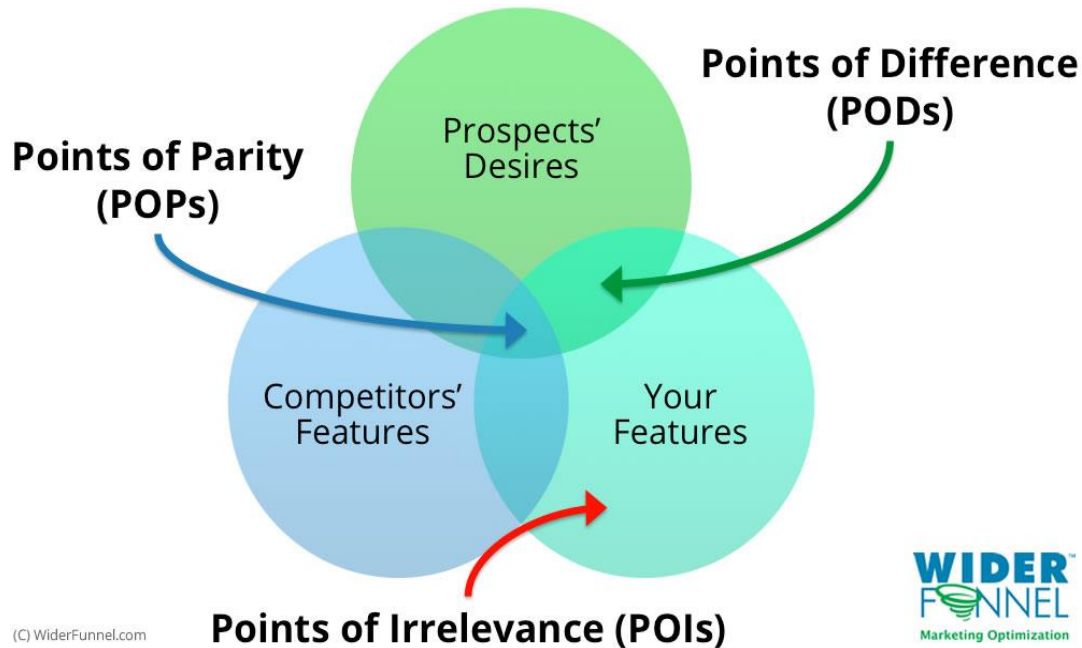 Points of Difference
(PODs)
Prospects’
Desires
Points of Parity
(POPs)
Competitors’
Features
Your
Features
Points of Irrelevance (POIs)
(C) WiderFunnel.com
WIDER™
FUNNEL
Marketing Optimization